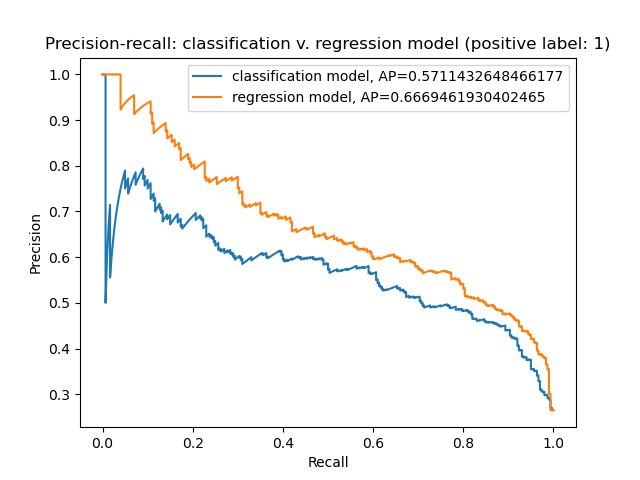 Precision-recall: classification v. regression model (positive label: 1)
classification model, AP=0.5711432648466177
regression model, AP=0.6669461930402465
1.0
0.9
0.8
0.7
0.6
0.5
0.4
0.3
Precision
0.0 0.2 0.4 0.6 0.8 1.0
Recall